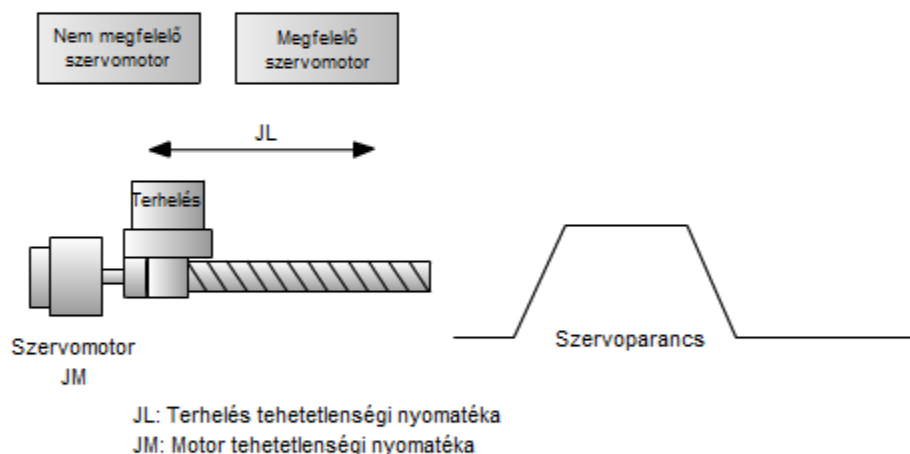 Nem megfelelő
szervomotor
Megfelelő
szervomotor
JL
Terhelés
Szervomotor
JM
Szervoparancs
JL: Terhelés tehetetlenségi nyomatéka
JM: Motor tehetetlenségi nyomatéka